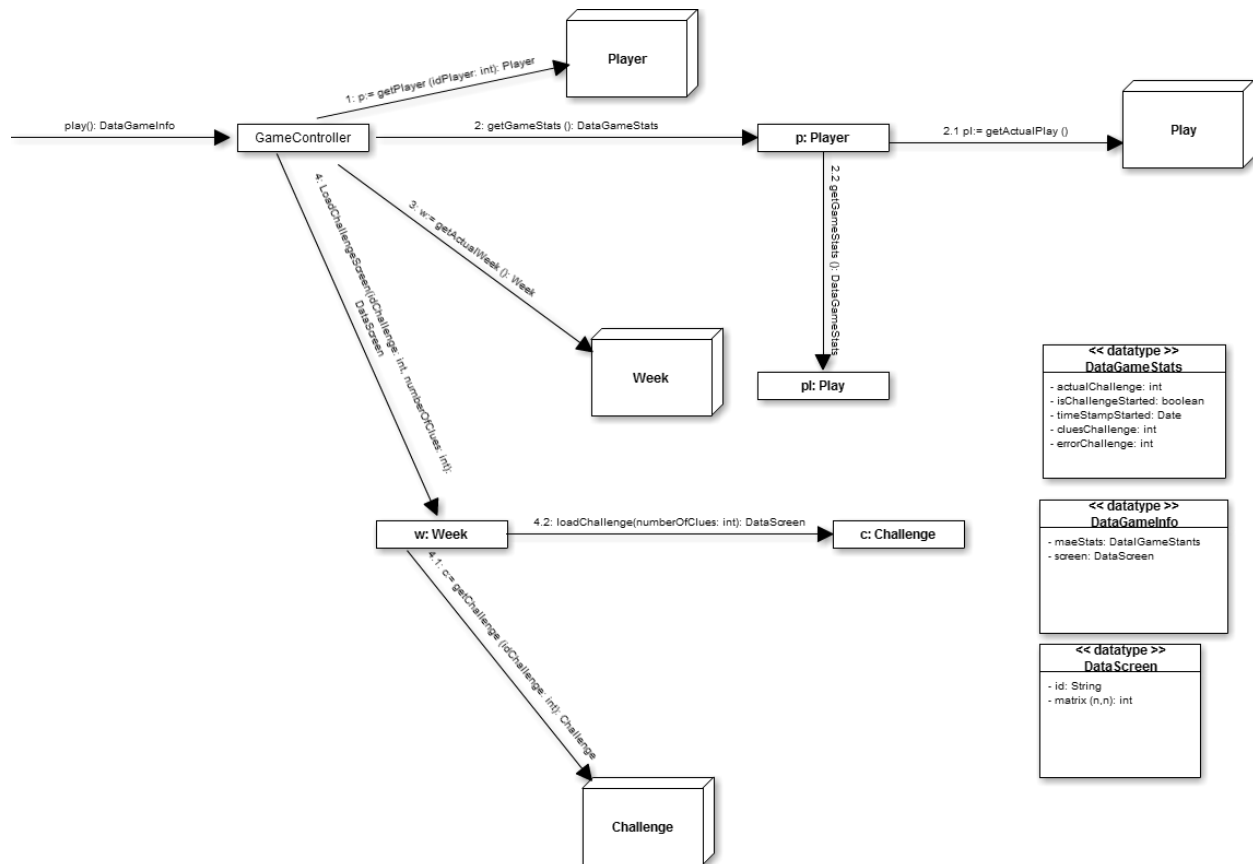 Player
1: p:= getPlayer (idPlayer: int): Player
play(): DataGameInfo
GameController
2: getGameStats (): DataGameStats
p: Player
2.1 pl:= getActualPlay ()
Play
2.2 getGameStats (): DataGameStats
3: w:= getActualWeek (): Week
4: LoadChallengeScreen(idChallenge: int, numberOfClues: int):
DataScreen
Week
pl: Play
<< datatype >>
DataGameStats
- actualChallenge: int
- isChallengeStarted: boolean
- timeStampStarted: Date
- cluesChallenge: int
- errorChallenge: int
w: Week
4.2: loadChallenge(numberOfClues: int): DataScreen
c: Challenge
<< datatype >>
DataGameInfo
- maeStats: DatalGameStants
- screen: DataScreen
4.1: c:= getChallenge (idChallenge: int): Challenge
<< datatype >>
DataScreen
- id: String
- matrix (n,n): int
Challenge